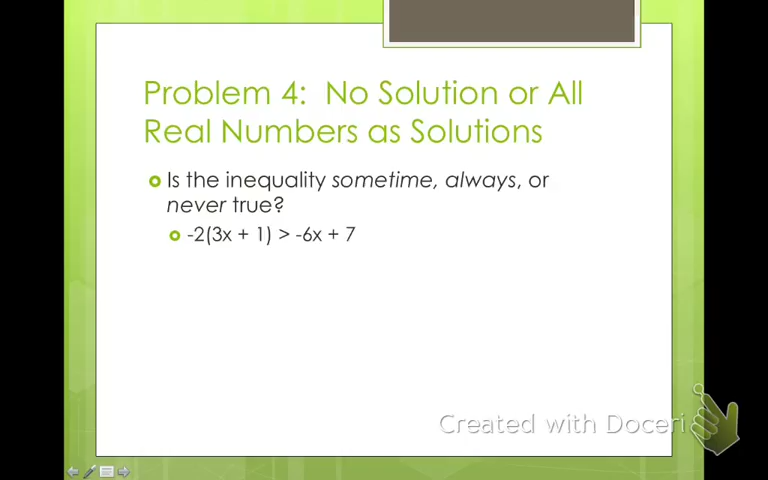 Problem 4:  No Solution or All
Real Numbers as Solutions
Is the inequality sometime, always, or
never true?
-2(3x + 1) > -6x + 7
Created with Doceri